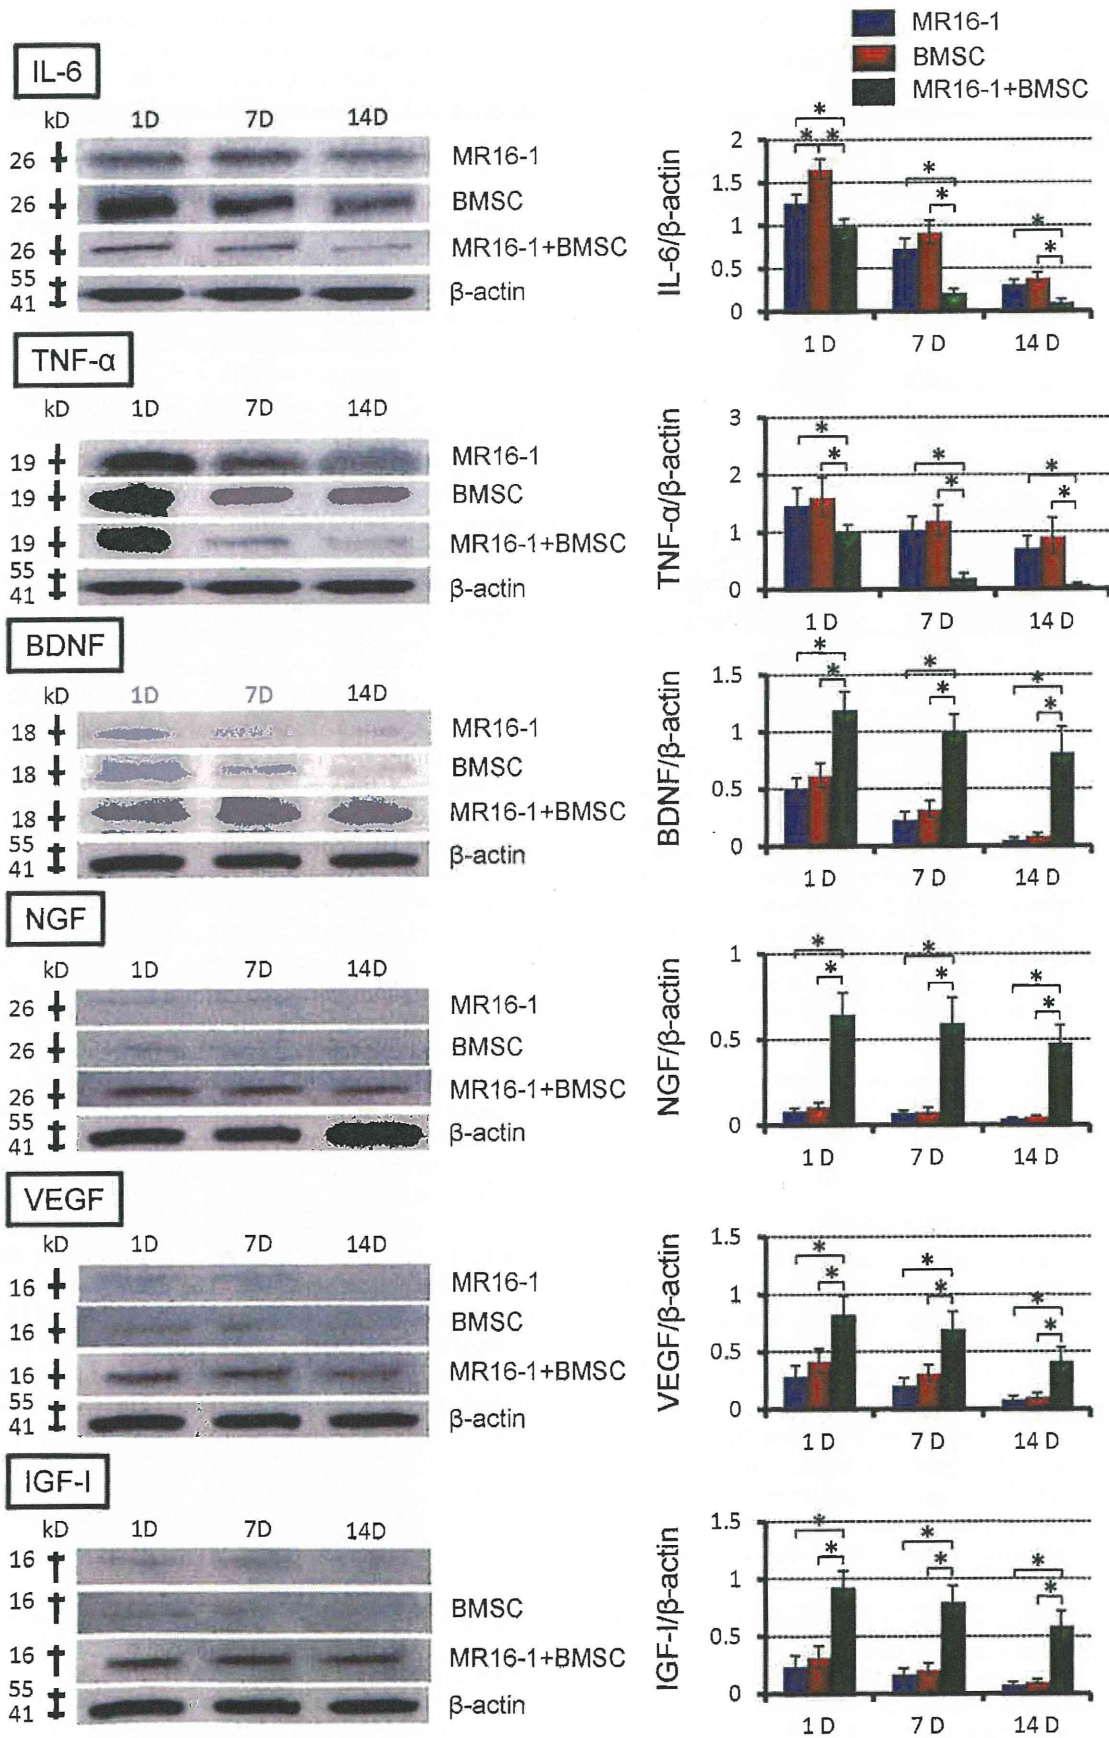 MR16-1
BMSC
MR16-1+BMSC
IL-6
kD 1D 7D 14D
26 MR16-1
26 BMSC
26 MR16-1+BMSC
55
41 β-actin
IL-6/β-actin
2
1.5
1
0.5
0
* * *
* *
* *
1 D 7 D 14 D
TNF-α
kD 1D 7D 14D
19 MR16-1
19 BMSC
19 MR16-1+BMSC
55
41 β-actin
TNF-α/β-actin
3
2
1
0
* *
* *
* *
1 D 7 D 14 D
BDNF
kD 1D 7D 14D
18 MR16-1
18 BMSC
18 MR16-1+BMSC
55
41 β-actin
BDNF/β-actin
1.5
1
0.5
0
* *
* *
* *
1 D 7 D 14 D
NGF
kD 1D 7D 14D
26 MR16-1
26 BMSC
26 MR16-1+BMSC
55
41 β-actin
NGF/β-actin
1
0.5
0
* *
* *
* *
1 D 7 D 14 D
VEGF
kD 1D 7D 14D
16 MR16-1
16 BMSC
16 MR16-1+BMSC
55
41 β-actin
VEGF/β-actin
1.5
1
0.5
0
* *
* *
* *
1 D 7 D 14 D
IGF-I
kD 1D 7D 14D
16
16 BMSC
16 MR16-1+BMSC
55
41 β-actin
IGF-I/β-actin
1.5
1
0.5
0
* *
* *
* *
1 D 7 D 14 D